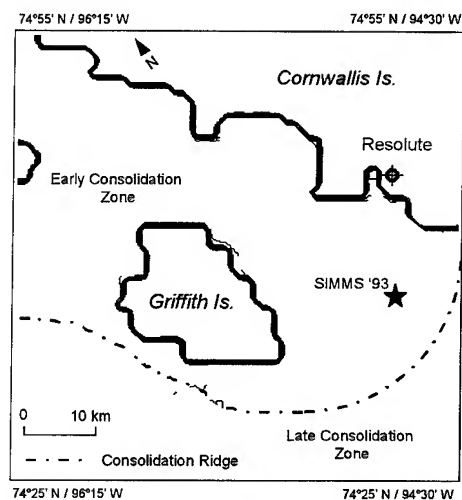 74°55' N / 96°15' W
74°55' N / 94°30' W
N
Cornwallis Is.
Resolute
Early Consolidation
Zone
SIMMS '93
Griffith Is.
0 10 km
Late Consolidation
Zone
Consolidation Ridge
74°25' N / 96°15' W
74°25' N / 94°30' W